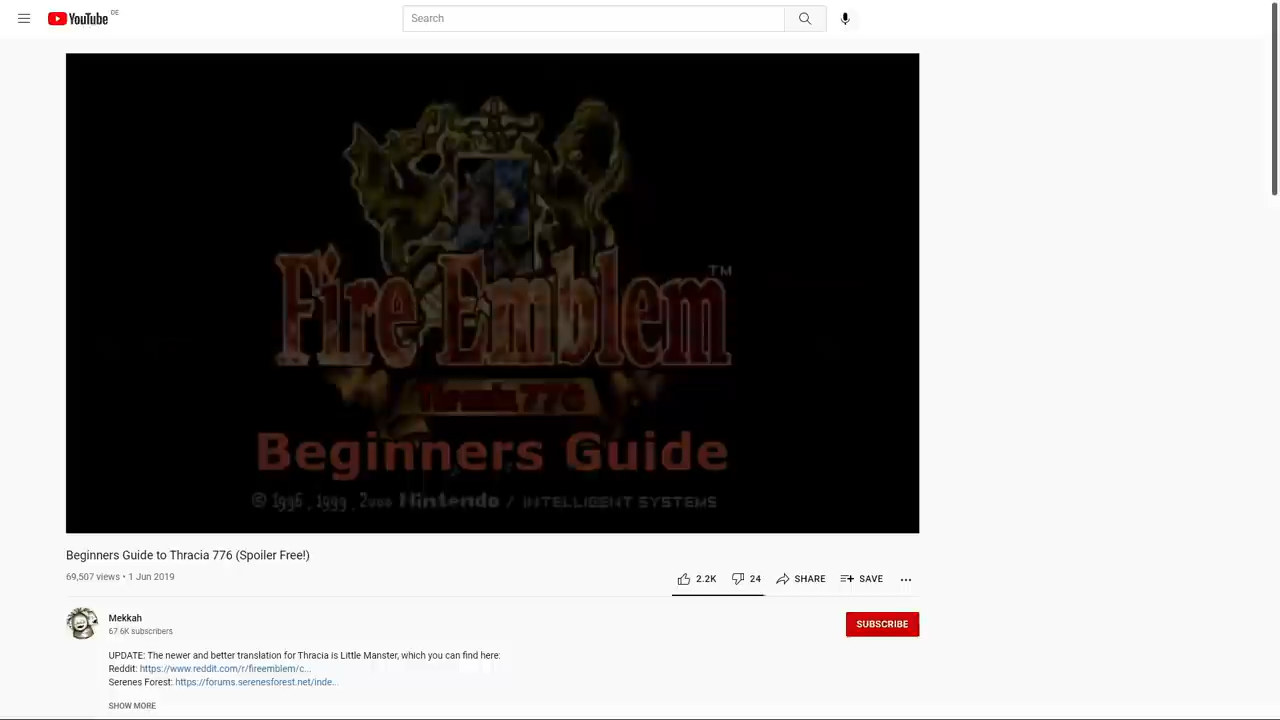 YouTube DE
Search
Fire Emblem™
Thracia 776
Beginners Guide
© 1996, 1999, 2000 Nintendo / INTELLIGENT SYSTEMS
Beginners Guide to Thracia 776 (Spoiler Free!)
69,507 views • 1 Jun 2019
2.2K 24 SHARE SAVE
Mekkah
67.6K subscribers
SUBSCRIBE
UPDATE: The newer and better translation for Thracia is Little Manster, which you can find here:
Reddit: https://www.reddit.com/r/fireemblem/c...
Serenes Forest: https://forums.serenesforest.net/inde...
SHOW MORE